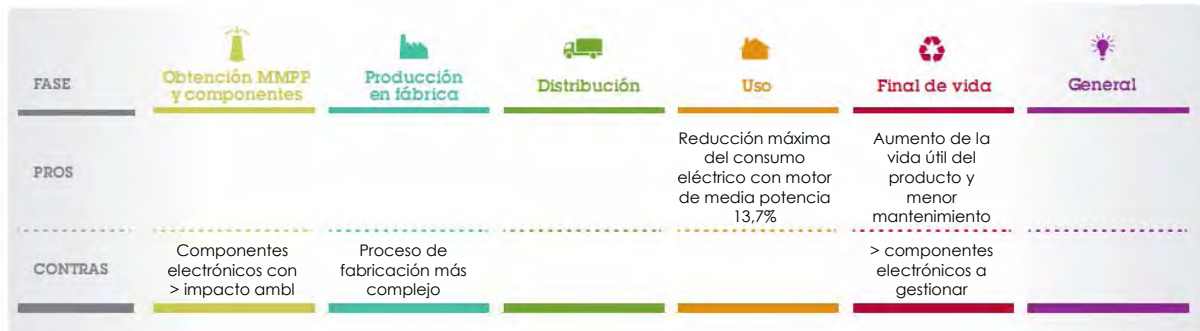 FASE
Obtención MMPP
y componentes
Producción
en fábrica
Distribución
Uso
Final de vida
General
PROS
Reducción máxima
del consumo
eléctrico con motor
de media potencia
13,7%
Aumento de la
vida útil del
producto y
menor
mantenimiento
CONTRAS
Componentes
electrónicos con
> impacto ambl
Proceso de
fabricación más
complejo
> componentes
electrónicos a
gestionar